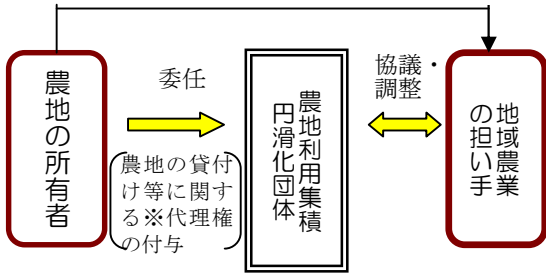 農地の所有者
委任
農地の貸付
け等に関す
る※代理権
の付与
農地利用集積
円滑化団体
協議・
調整
地域農業
の担い手